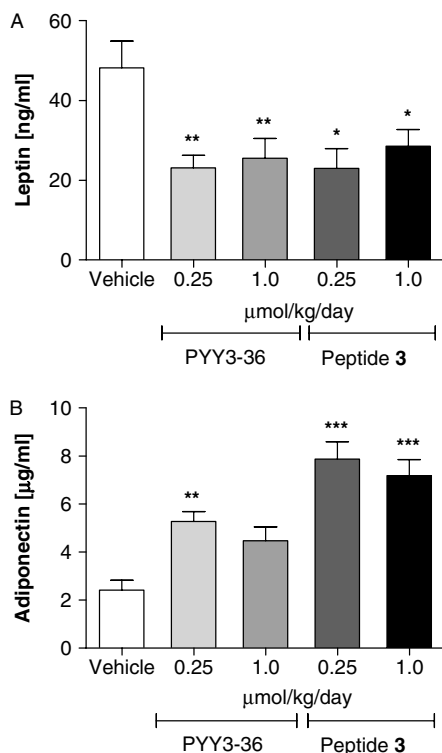 A
Leptin [ng/ml]
60
40
20
0
**
**
*
*
Vehicle 0.25 1.0 0.25 1.0
μmol/kg/day
PYY3-36 Peptide 3
B
Adiponectin [μg/ml]
10
8
6
4
2
0
**
***
***
Vehicle 0.25 1.0 0.25 1.0
μmol/kg/day
PYY3-36 Peptide 3